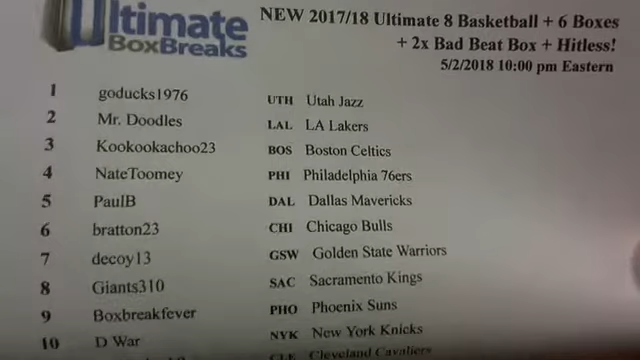 Ultimate
BoxBreaks
NEW 2017/18 Ultimate 8 Basketball + 6 Boxes
+ 2x Bad Beat Box + Hitless!
5/2/2018 10:00 pm Eastern
1 goducks1976 UTH Utah Jazz
2 Mr. Doodles LAL LA Lakers
3 Kookookachoo23 BOS Boston Celtics
4 NateToomey PHI Philadelphia 76ers
5 PaulB DAL Dallas Mavericks
6 bratton23 CHI Chicago Bulls
7 decoy13 GSW Golden State Warriors
8 Giants310 SAC Sacramento Kings
9 Boxbreakfever PHO Phoenix Suns
10 D War NYK New York Knicks
CLE Cleveland Cavaliers